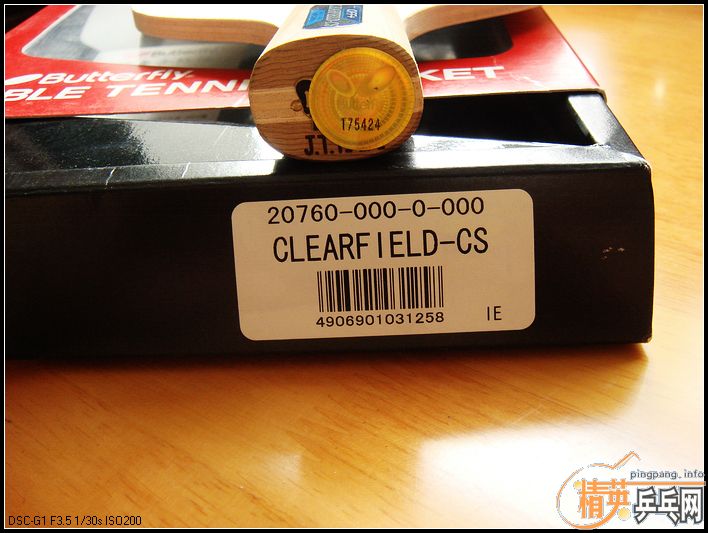 Butterfly
BLE TENNIS
KET
Butterfly
T75424
J.T.T.
20760-000-0-000
CLEARFIELD-CS
4906901031258
IE
pingpang.info
精英乒乓网
DSC-G1 F3.5 1/30s ISO200